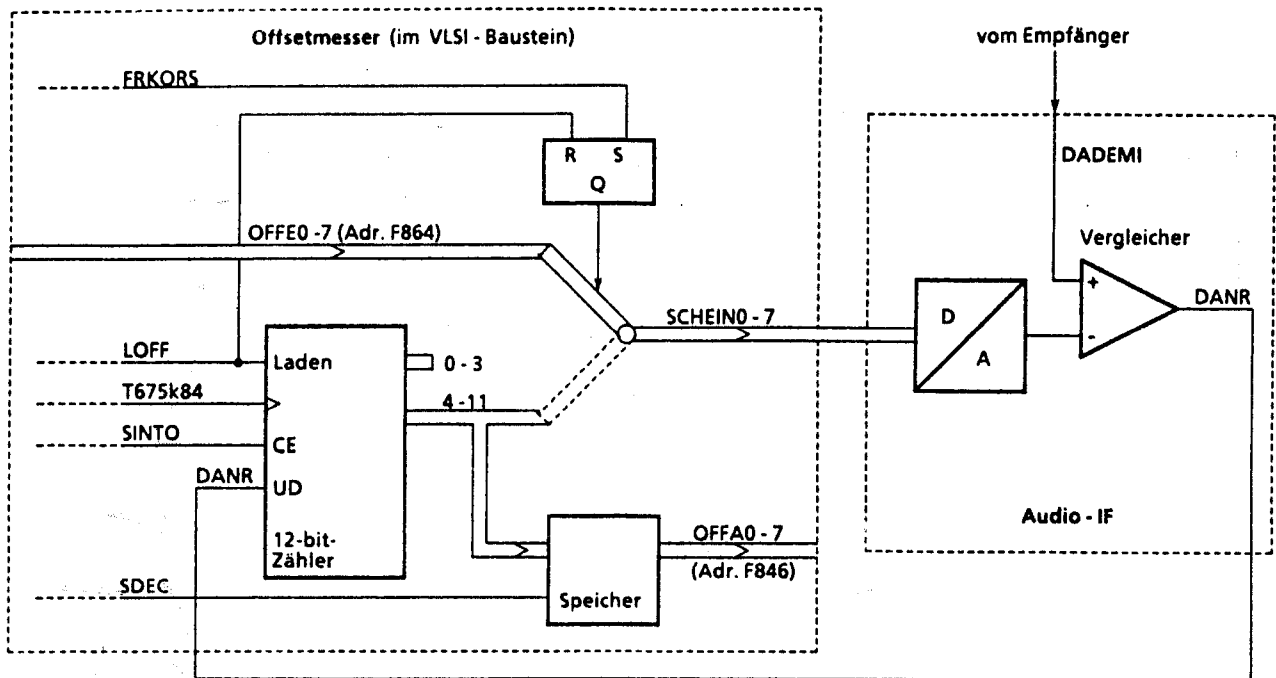 Offsetmesser (im VLSI - Baustein)
vom Empfänger
FRKORS
R S
Q
DADEMI
OFFE0 - 7 (Adr. F864)
Vergleicher
+
-
DANR
SCHEIN0 - 7
D
A
LOFF
Laden
0 - 3
T675k84
4 - 11
SINTO
CE
DANR
UD
12-bit-
Zähler
Audio - IF
OFFA0 - 7
(Adr. F846)
SDEC
Speicher